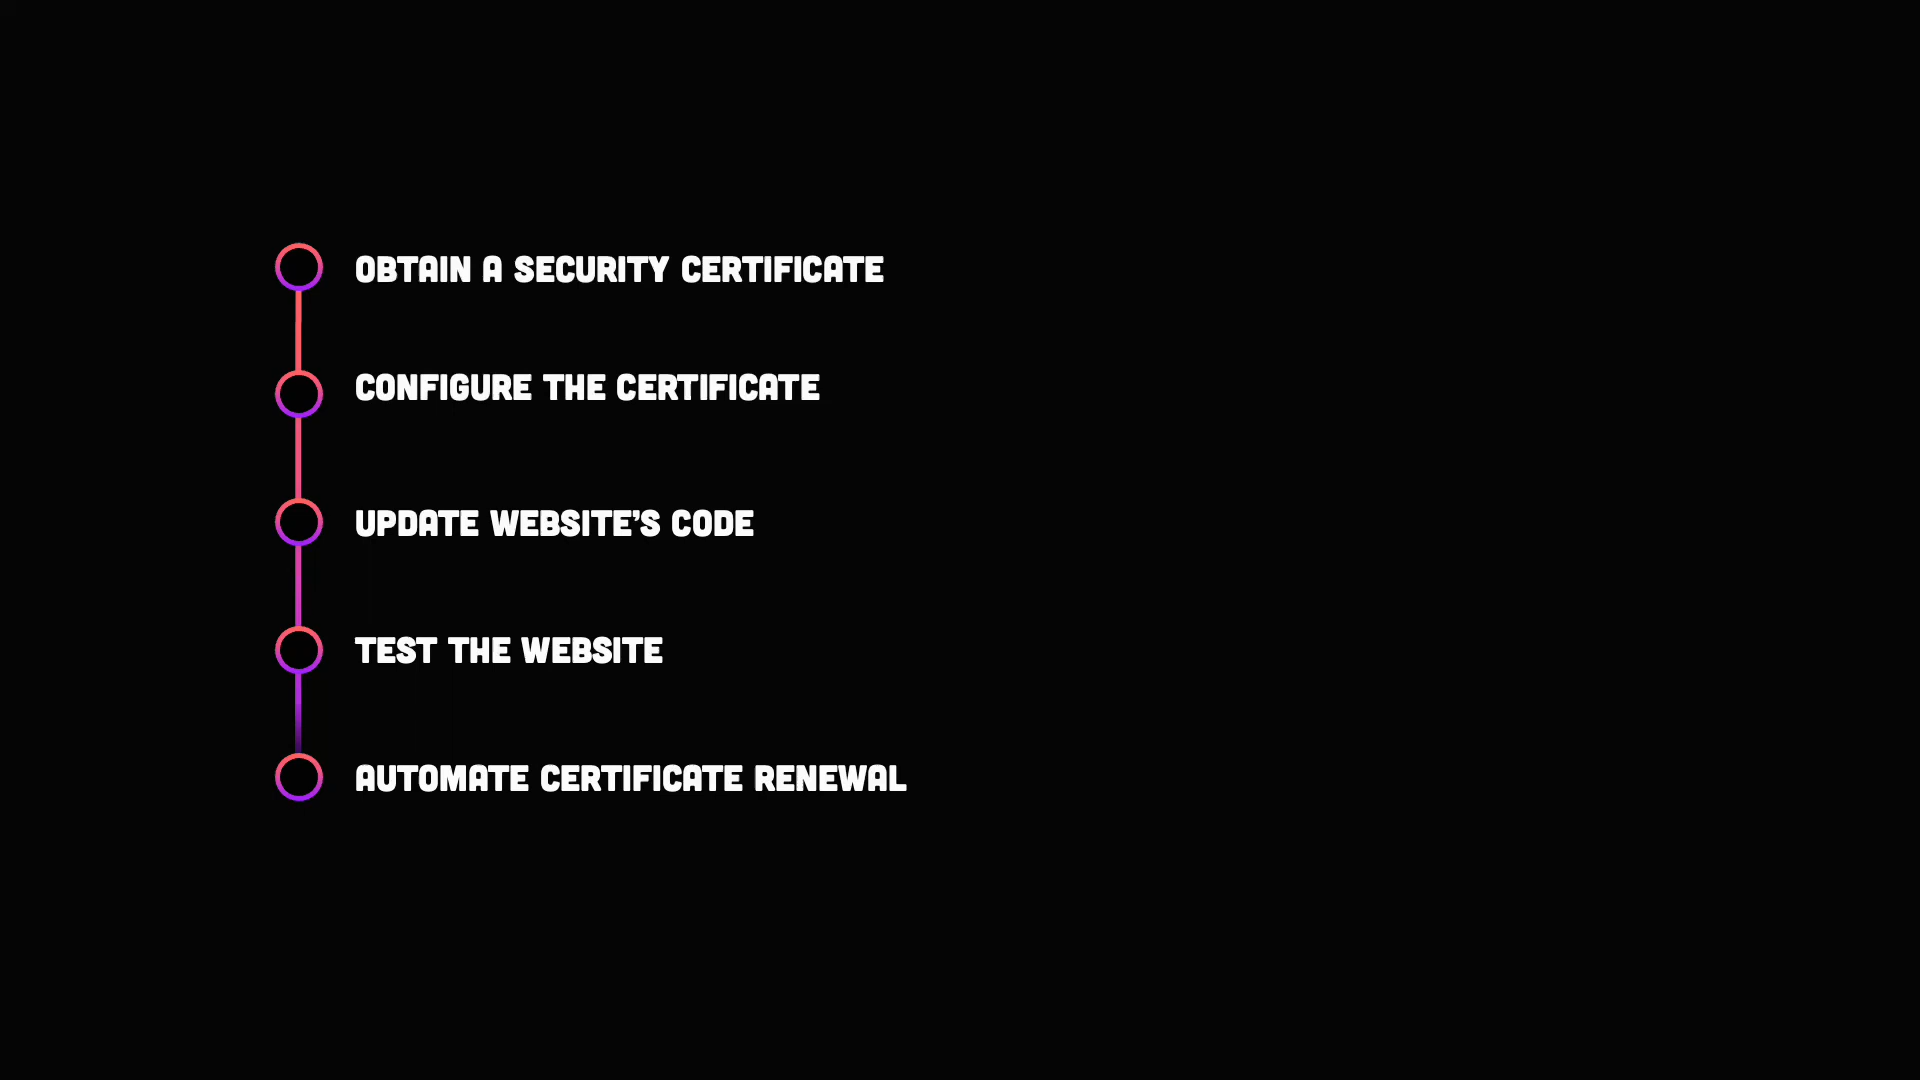 OBTAIN A SECURITY CERTIFICATE
CONFIGURE THE CERTIFICATE
UPDATE WEBSITE’S CODE
TEST THE WEBSITE
AUTOMATE CERTIFICATE RENEWAL